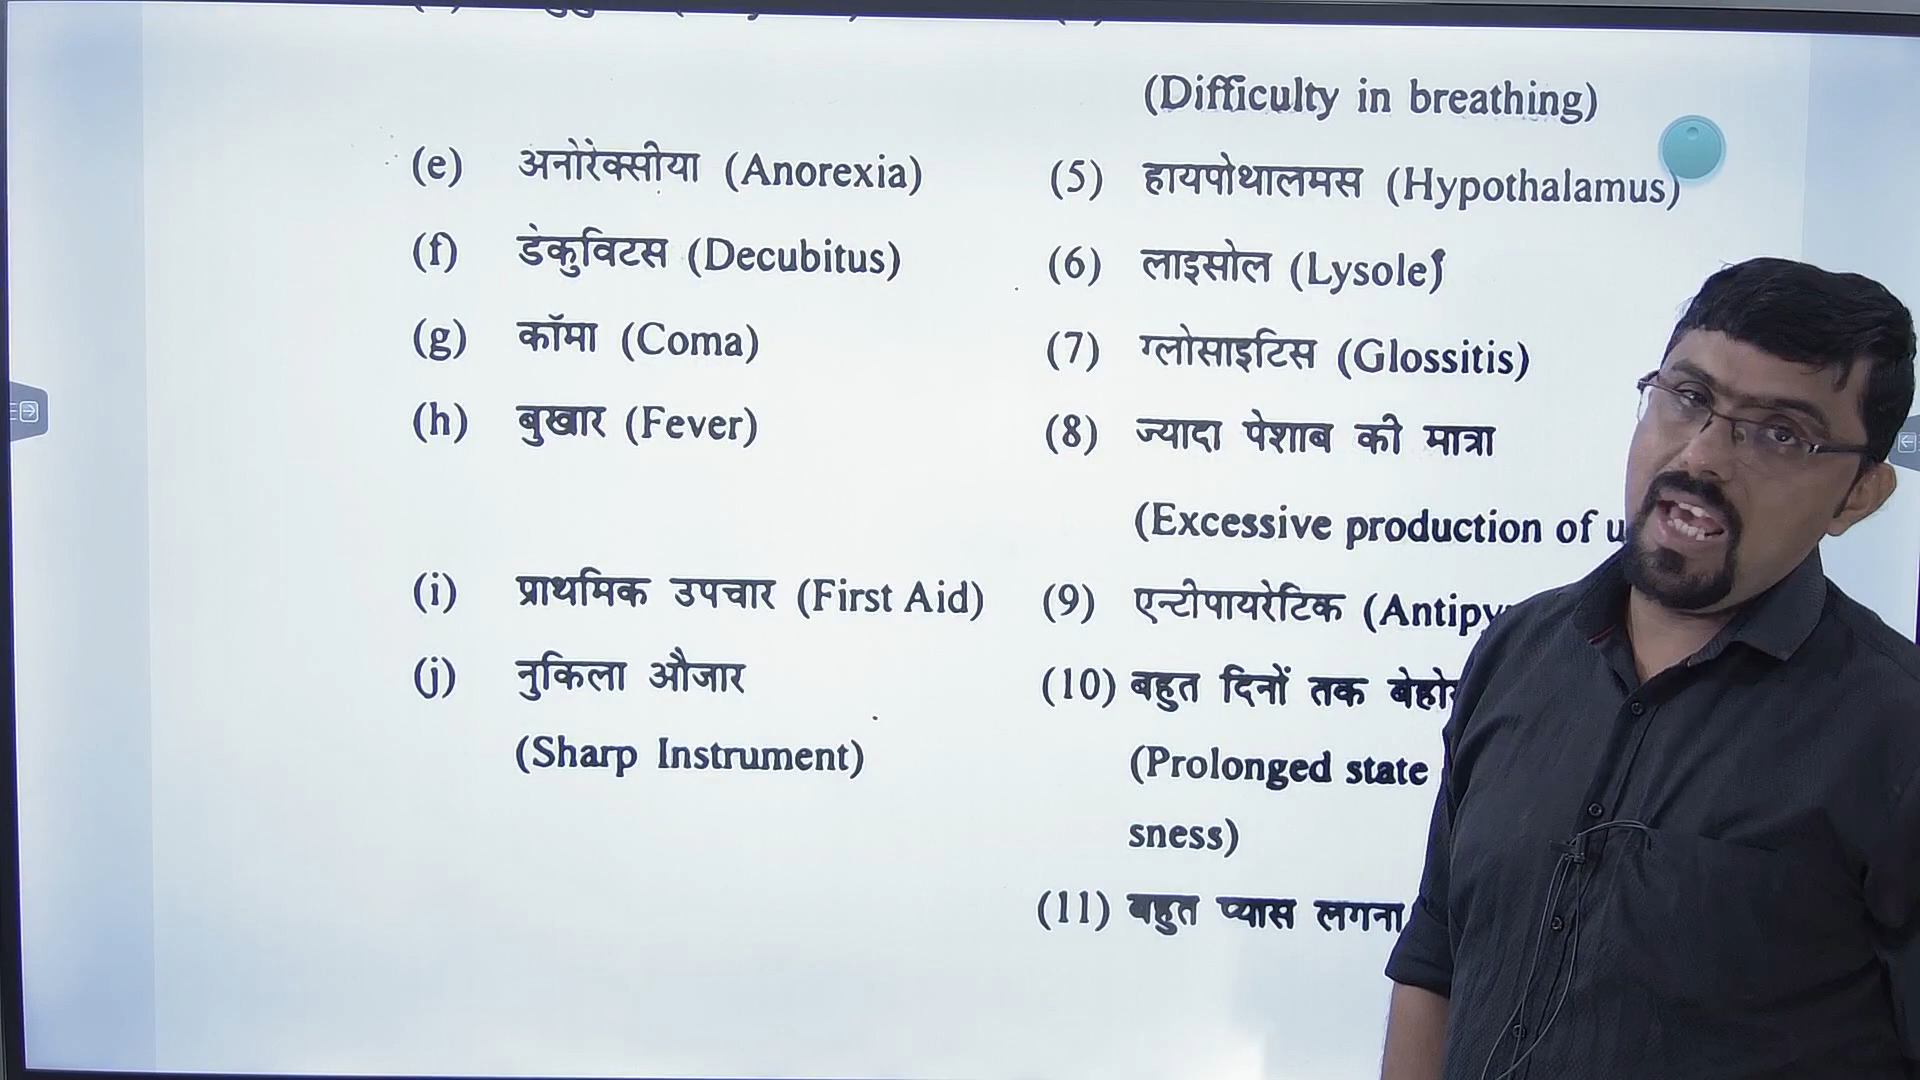 (Difficulty in breathing)
(e) अनोरेक्सीया (Anorexia) (5) हायपोथालमस (Hypothalamus)
(f) डेकुविटस (Decubitus) (6) लाइसोल (Lysole)
(g) कॉमा (Coma) (7) ग्लोसाइटिस (Glossitis)
(h) बुखार (Fever) (8) ज्यादा पेशाब की मात्रा
(Excessive production of
(i) प्राथमिक उपचार (First Aid) (9) एन्टीपायरेटिक
(j) नुकिला औजार (10) बहुत दिनों तक
(Sharp Instrument) (Prolonged state
sness)
(11) बहुत प्यास लगना